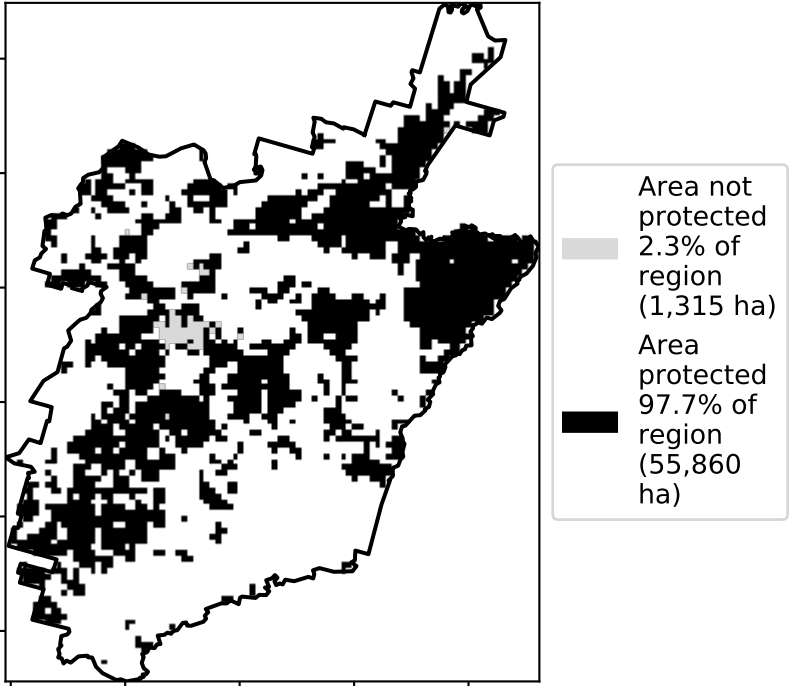 Area not
protected
2.3% of
region
(1,315 ha)
Area
protected
97.7% of
region
(55,860
ha)